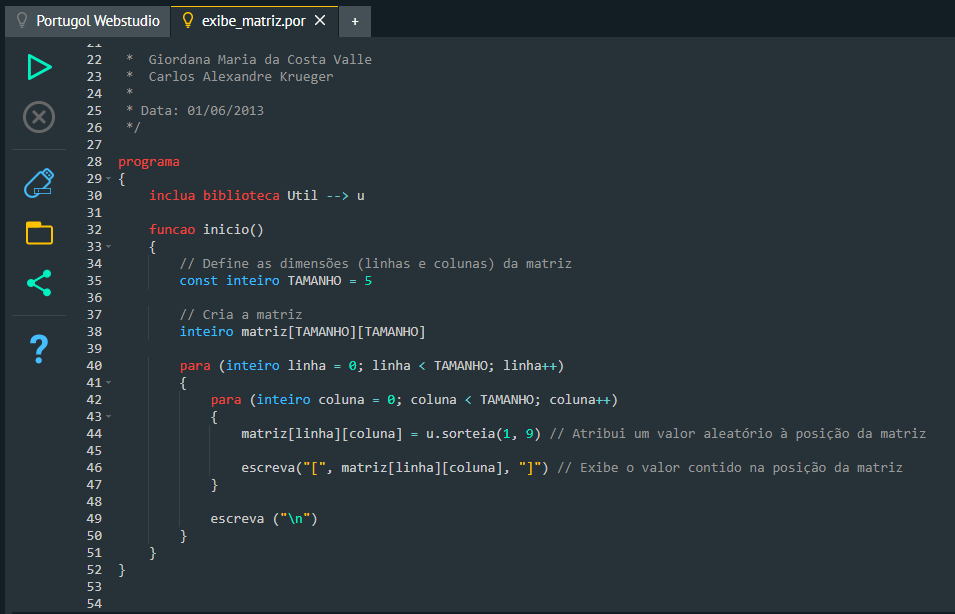 Portugol Webstudio exibe_matriz.por × +
21
22 * Giordana Maria da Costa Valle
23 * Carlos Alexandre Krueger
24 *
25 * Data: 01/06/2013
26 */
27
28 programa
29 {
30 inclua biblioteca Util --> u
31
32 funcao inicio()
33 {
34 // Define as dimensões (linhas e colunas) da matriz
35 const inteiro TAMANHO = 5
36
37 // Cria a matriz
38 inteiro matriz[TAMANHO][TAMANHO]
39
40 para (inteiro linha = 0; linha < TAMANHO; linha++)
41 {
42 para (inteiro coluna = 0; coluna < TAMANHO; coluna++)
43 {
44 matriz[linha][coluna] = u.sorteia(1, 9) // Atribui um valor aleatório à posição da matriz
45
46 escreva("[", matriz[linha][coluna], "]") // Exibe o valor contido na posição da matriz
47 }
48
49 escreva ("\n")
50 }
51 }
52 }
53
54
?